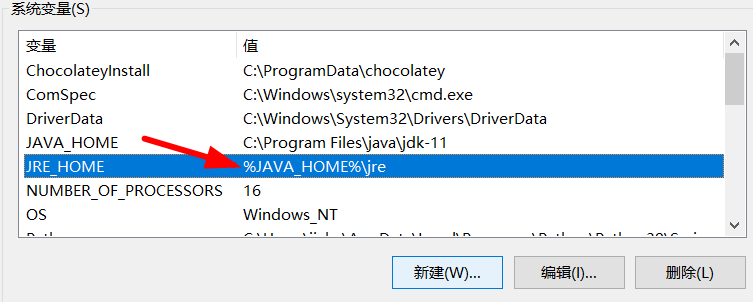 系统变量(S)
变量 值
ChocolateyInstall C:\ProgramData\chocolatey
ComSpec C:\Windows\system32\cmd.exe
DriverData C:\Windows\System32\Drivers\DriverData
JAVA_HOME C:\Program Files\java\jdk-11
JRE_HOME %JAVA_HOME%\jre
NUMBER_OF_PROCESSORS 16
OS Windows_NT
新建(W)... 编辑(I)... 删除(L)